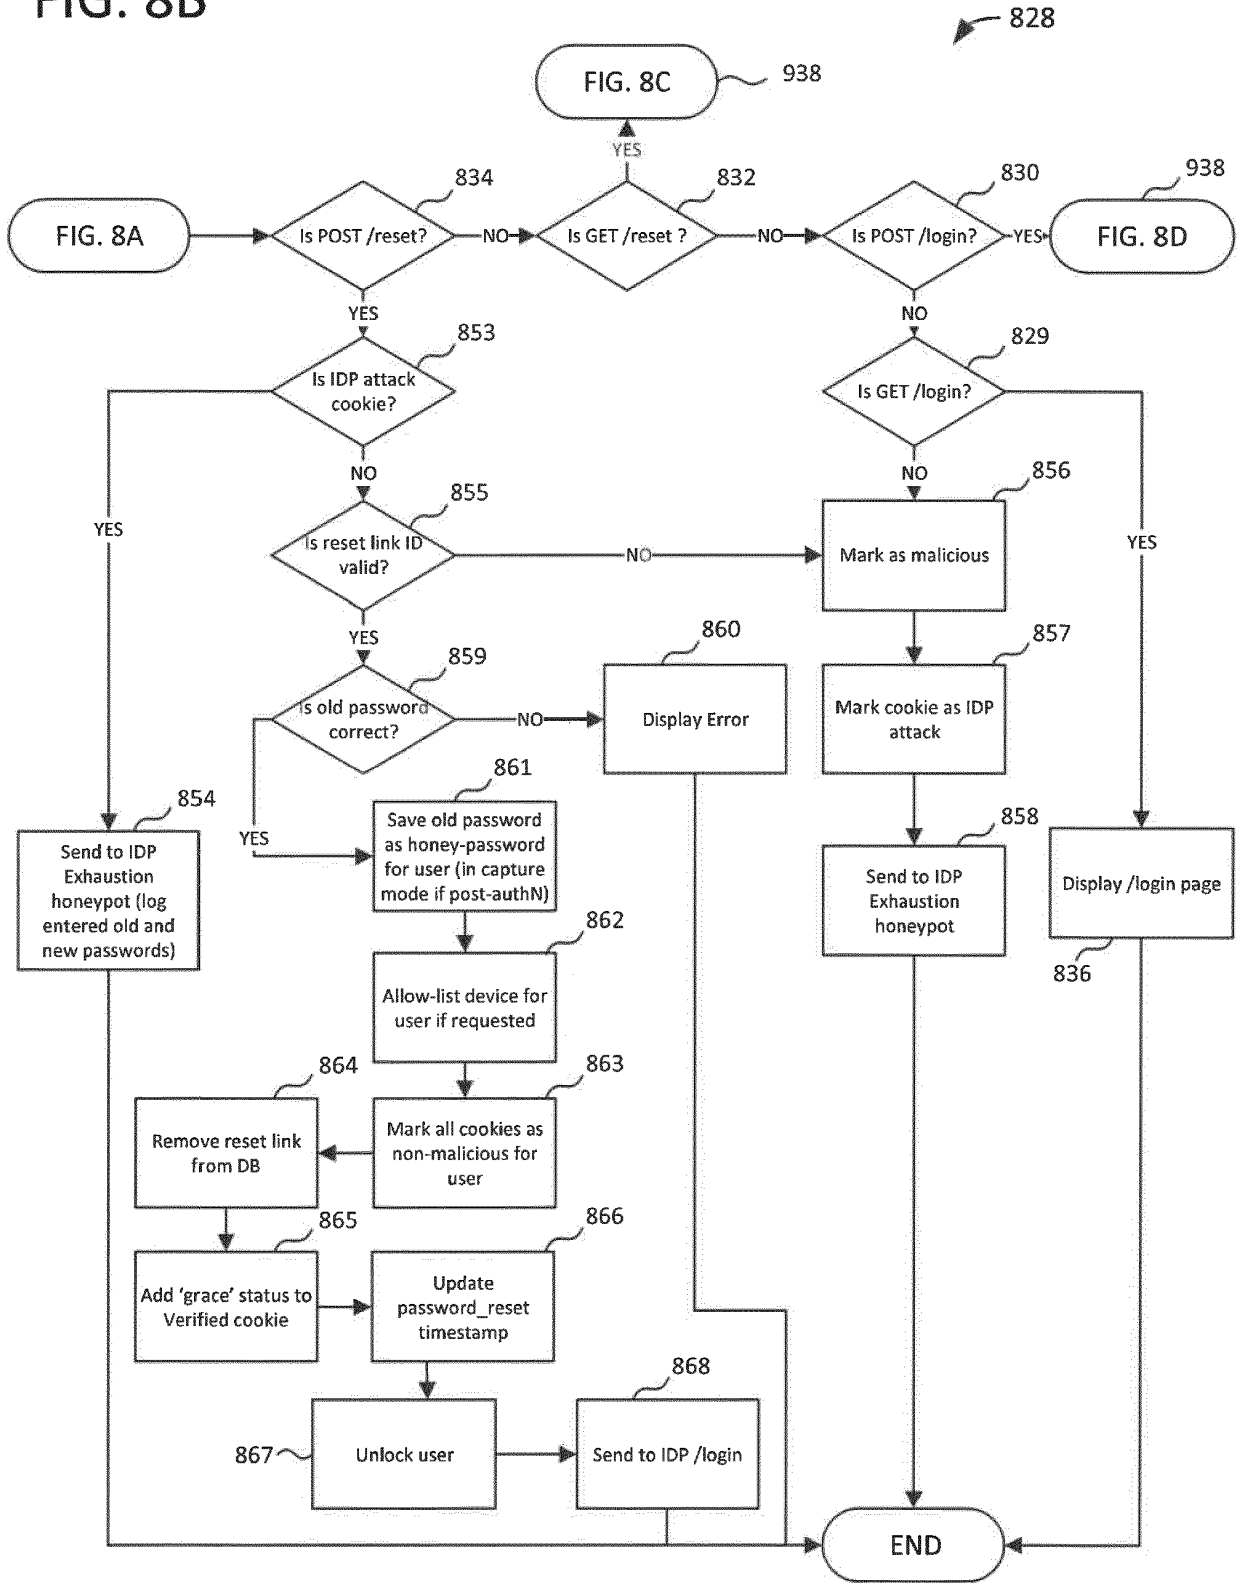 FIG. 8B
828
FIG. 8C
938
YES
834
832
830
938
FIG. 8A
Is POST /reset?
NO
Is GET /reset ?
NO
Is POST /login?
YES
FIG. 8D
YES
NO
853
829
Is IDP attack
cookie?
Is GET /login?
NO
NO
855
856
YES
Is reset link ID
valid?
NO
Mark as malicious
YES
YES
860
857
859
Is old password
correct?
NO
Display Error
Mark cookie as IDP
attack
861
854
858
YES
Save old password
as honey-password
for user (in capture
mode if post-authN)
Send to IDP
Exhaustion
honeypot (log
entered old and
new passwords)
Send to IDP
Exhaustion
honeypot
Display /login page
862
836
Allow-list device for
user if requested
864
863
Remove reset link
from DB
Mark all cookies as
non-malicious for
user
865
866
Add ‘grace’ status to
Verified cookie
Update
password_reset
timestamp
868
867
Unlock user
Send to IDP /login
END